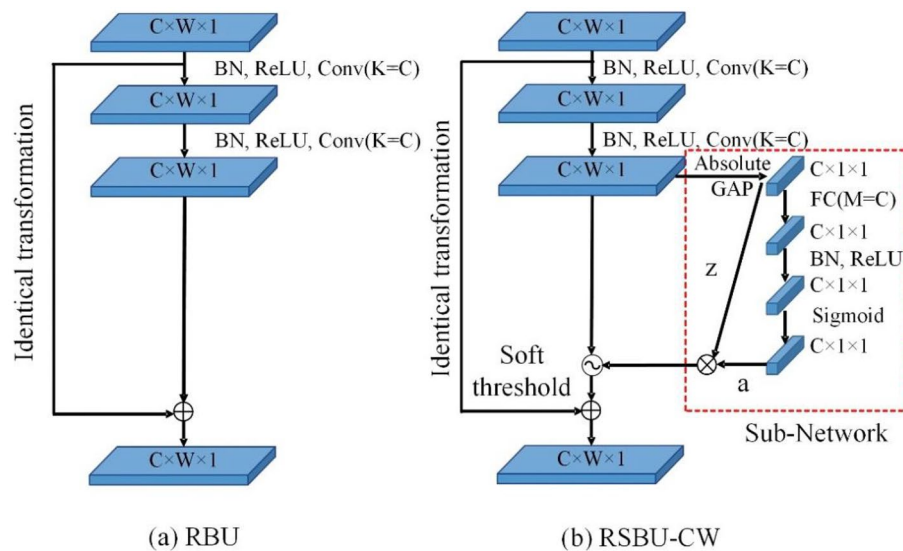 C×W×1
BN, ReLU, Conv(K=C)
C×W×1
BN, ReLU, Conv(K=C)
C×W×1
Identical transformation
C×W×1
(a) RBU
C×W×1
BN, ReLU, Conv(K=C)
C×W×1
BN, ReLU, Conv(K=C)
C×W×1
Identical transformation
Absolute
GAP
C×1×1
FC(M=C)
C×1×1
BN, ReLU
C×1×1
Sigmoid
C×1×1
z
a
Soft
threshold
Sub-Network
C×W×1
(b) RSBU-CW